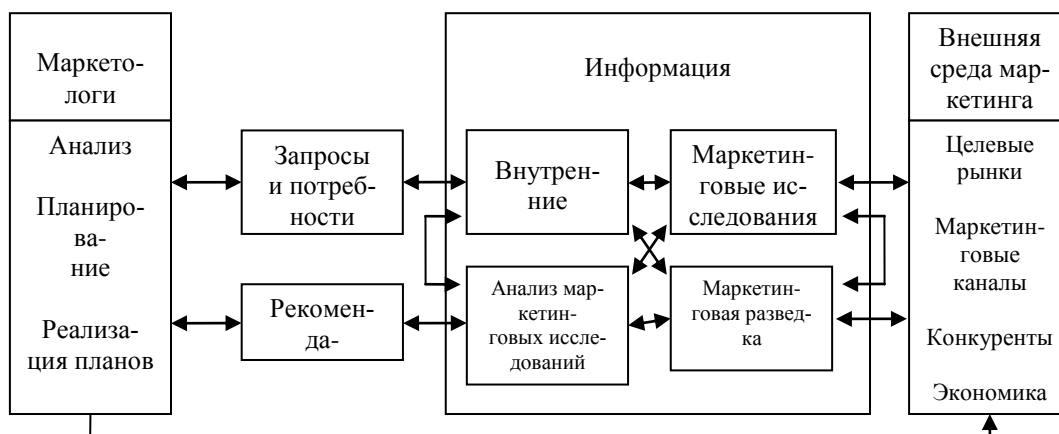 Маркето-
логи
Анализ
Планиро-
ва-
ние
Реализа-
ция планов
Запросы
и потреб-
ности
Рекомен-
да-
Информация
Внутрен-
ние
Маркетин-
говые ис-
следования
Анализ мар-
кетин-
говых иссле-
дований
Маркетин-
говая развед-
ка
Внешняя
среда мар-
кетинга
Целевые
рынки
Маркетин-
говые
каналы
Конкуренты
Экономика